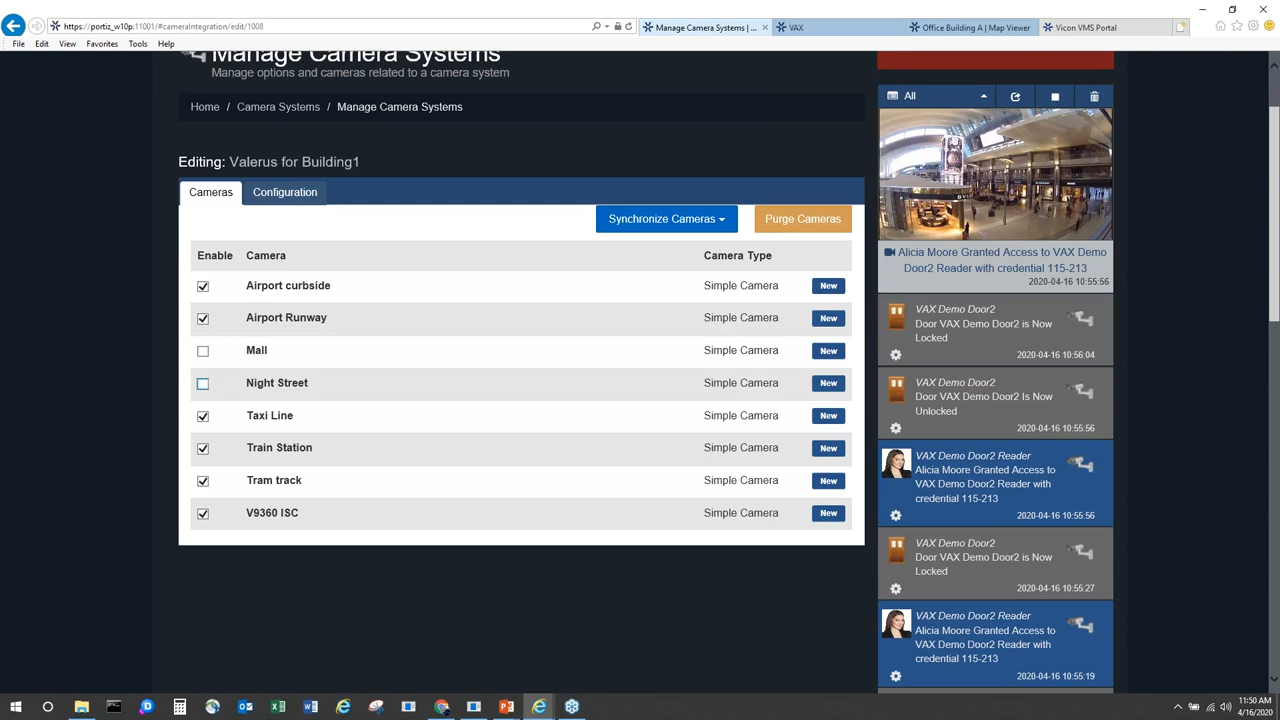 https://portiz_w10p:11001/#cameraIntegration/edit/1008
Manage Camera Systems | ...
VAX
Office Building A | Map Viewer
Vicon VMS Portal
File Edit View Favorites Tools Help
Manage Camera Systems
Manage options and cameras related to a camera system
Home / Camera Systems / Manage Camera Systems
Editing: Valerus for Building1
Cameras Configuration
Synchronize Cameras Purge Cameras
Enable Camera Camera Type
Airport curbside Simple Camera New
Airport Runway Simple Camera New
Mall Simple Camera New
Night Street Simple Camera New
Taxi Line Simple Camera New
Train Station Simple Camera New
Tram track Simple Camera New
V9360 ISC Simple Camera New
All
Alicia Moore Granted Access to VAX Demo
Door2 Reader with credential 115-213
2020-04-16 10:55:56
VAX Demo Door2
Door VAX Demo Door2 is Now
Locked
2020-04-16 10:56:04
VAX Demo Door2
Door VAX Demo Door2 Is Now
Unlocked
2020-04-16 10:55:56
VAX Demo Door2 Reader
Alicia Moore Granted Access to
VAX Demo Door2 Reader with
credential 115-213
2020-04-16 10:55:56
VAX Demo Door2
Door VAX Demo Door2 is Now
Locked
2020-04-16 10:55:27
VAX Demo Door2 Reader
Alicia Moore Granted Access to
VAX Demo Door2 Reader with
credential 115-213
2020-04-16 10:55:19
11:50 AM
4/16/2020